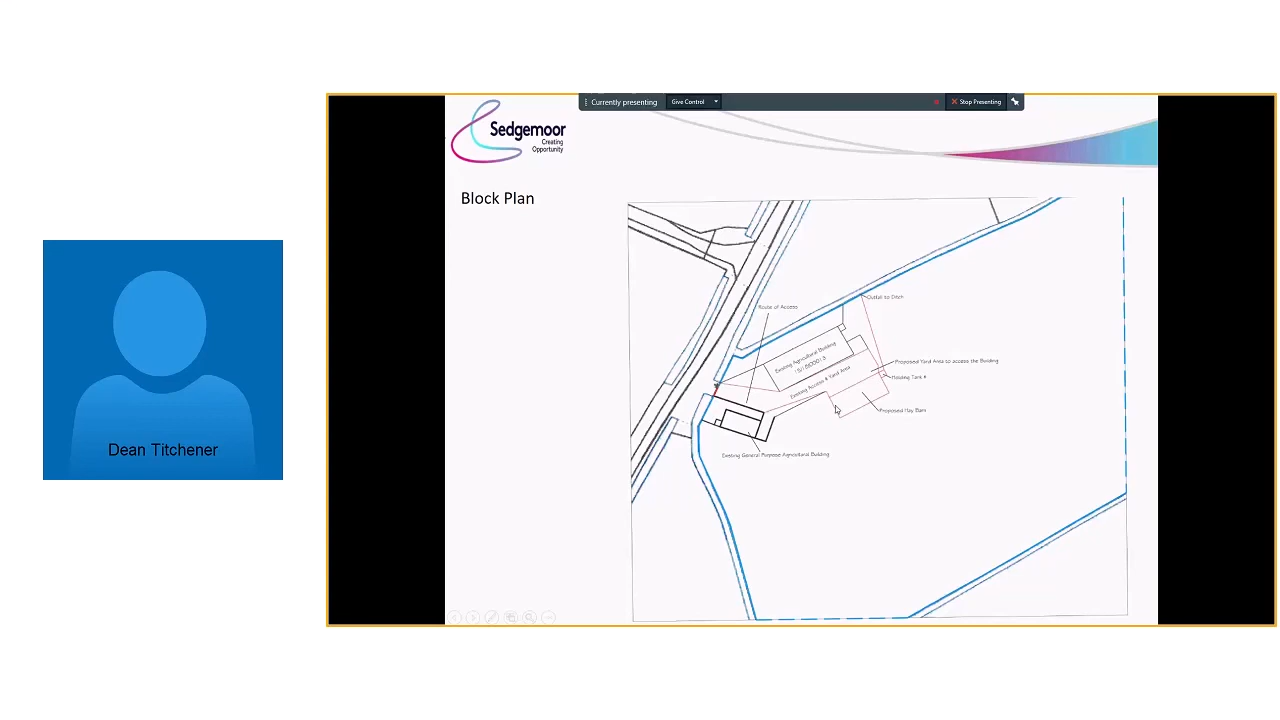 Currently presenting
Give Control
Stop Presenting
Sedgemoor
Creating
Opportunity
Block Plan
Route of Access
Outfall to Ditch
Existing Agricultural Building
Proposed Yard Area to access the Building
Existing Access & Yard Area
Proposed Hay Barn
Existing General Purpose Agricultural Building
Dean Titchener